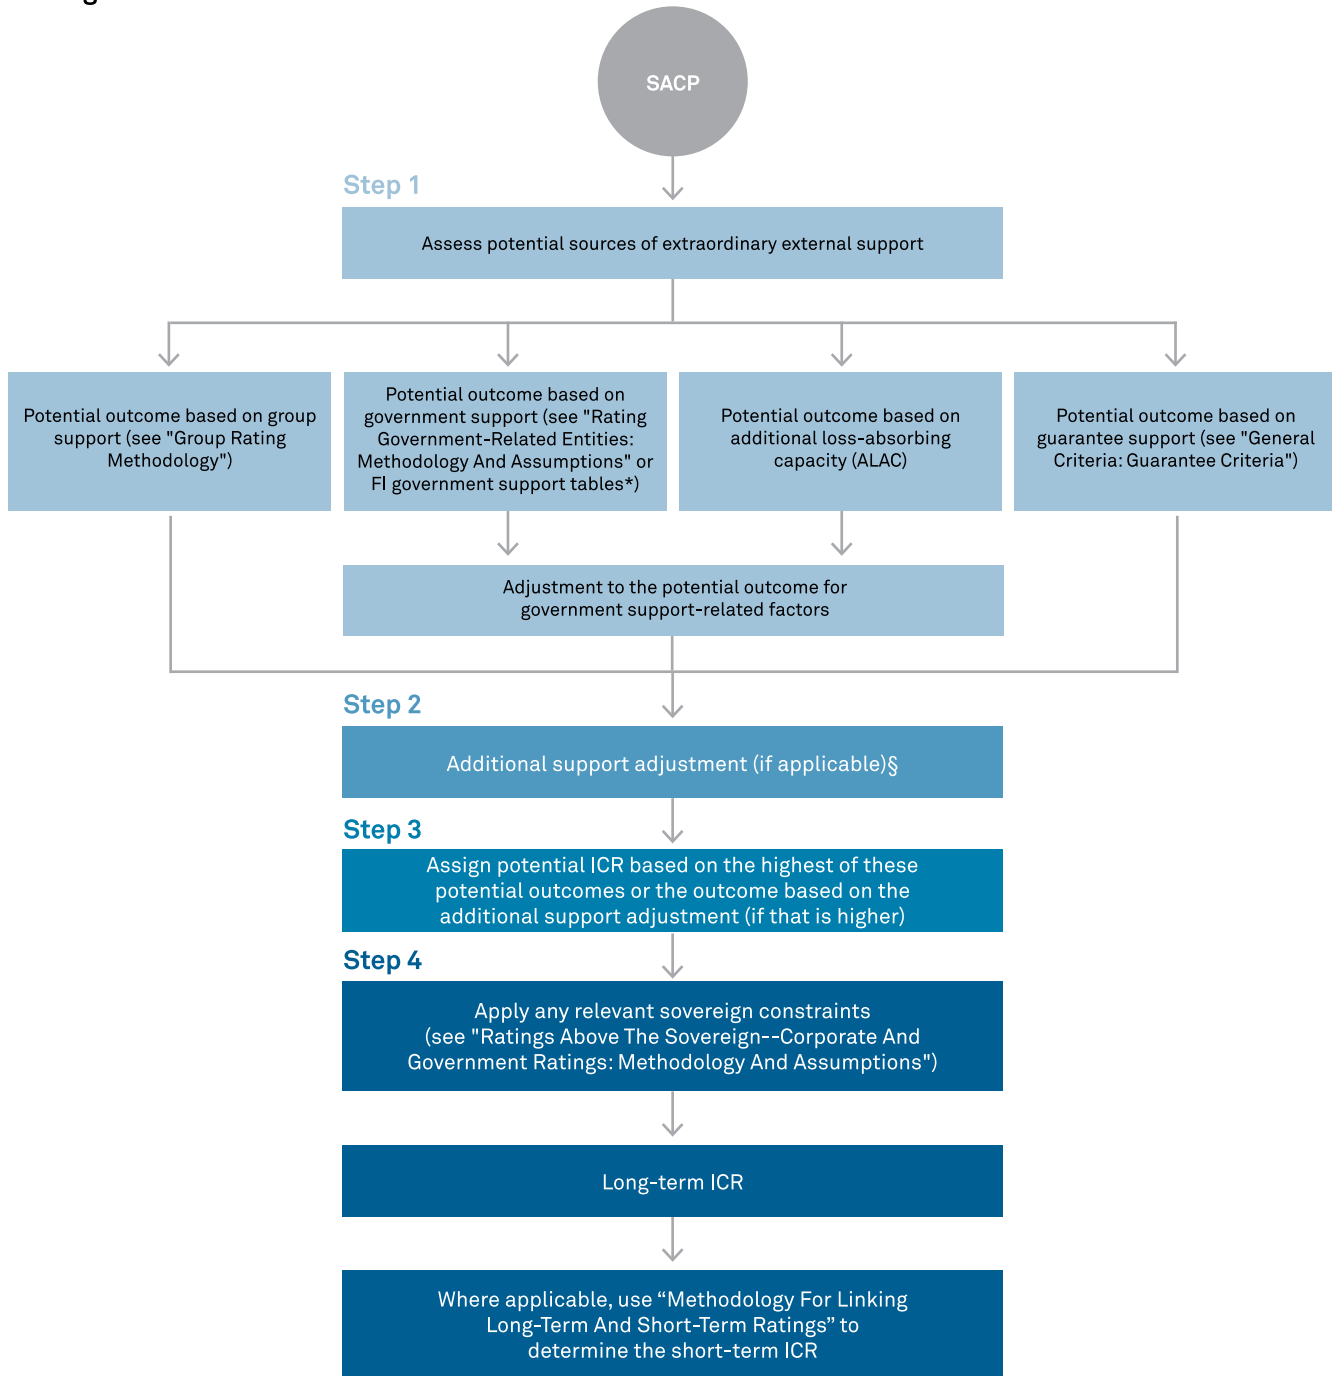 SACP
Step 1
Assess potential sources of extraordinary external support
Potential outcome based on group
support (see "Group Rating
Methodology")
Potential outcome based on
government support (see "Rating
Government-Related Entities:
Methodology And Assumptions" or
FI government support tables*)
Potential outcome based on
additional loss-absorbing
capacity (ALAC)
Potential outcome based on
guarantee support (see "General
Criteria: Guarantee Criteria")
Adjustment to the potential outcome for
government support-related factors
Step 2
Additional support adjustment (if applicable)§
Step 3
Assign potential ICR based on the highest of these
potential outcomes or the outcome based on the
additional support adjustment (if that is higher)
Step 4
Apply any relevant sovereign constraints
(see "Ratings Above The Sovereign--Corporate And
Government Ratings: Methodology And Assumptions")
Long-term ICR
Where applicable, use “Methodology For Linking
Long-Term And Short-Term Ratings” to
determine the short-term ICR